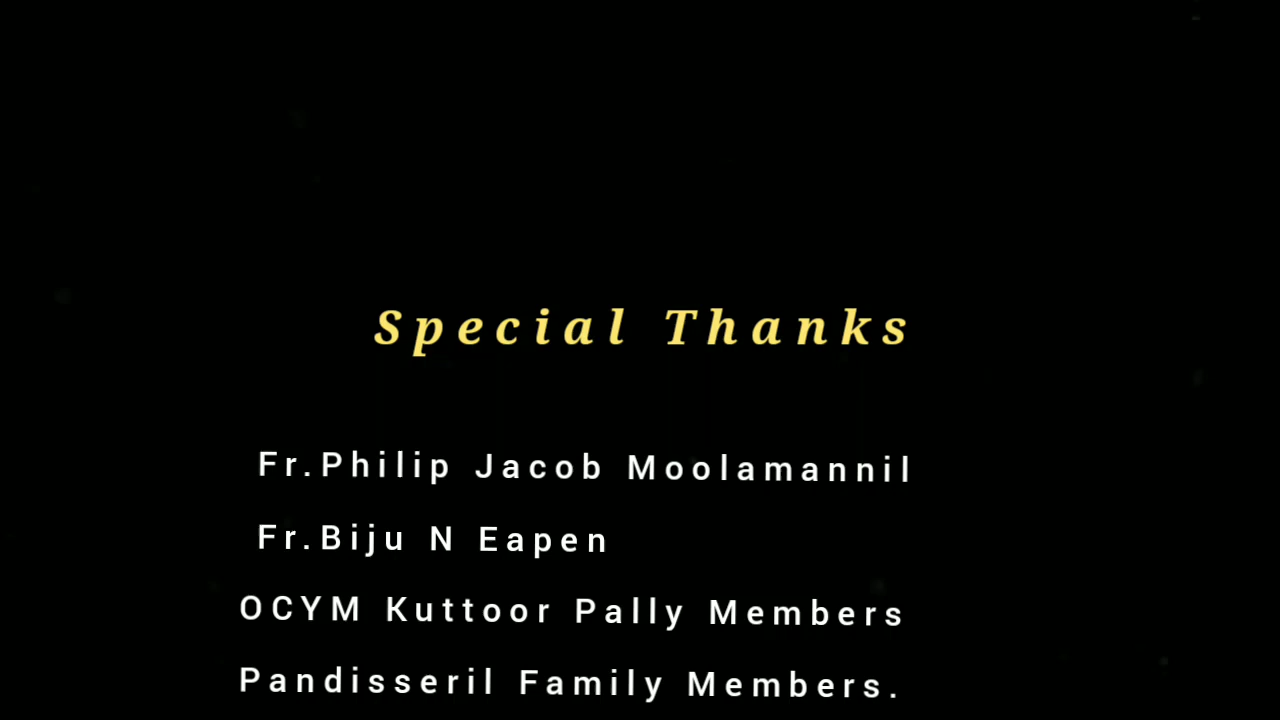 Special Thanks
Fr.Philip Jacob Moolamannil
Fr.Biju N Eapen
OCYM Kuttoor Pally Members
Pandisseril Family Members.